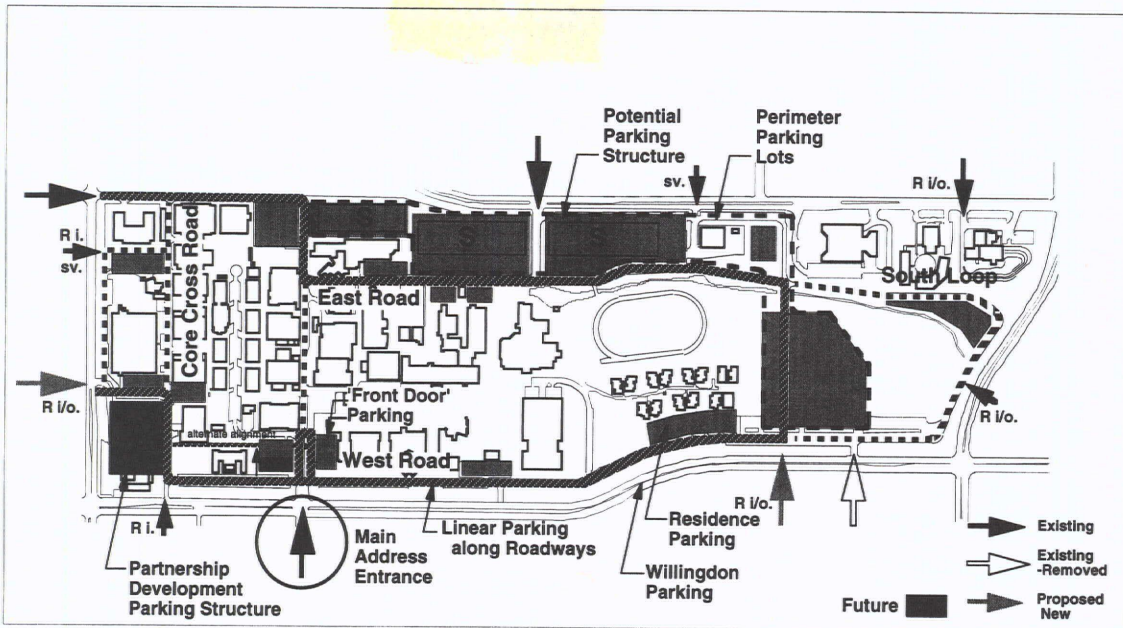 Potential
Parking
Structure
Perimeter
Parking
Lots
sv.
R i/o.
R i.
sv.
S
S
S
Core Cross Road
East Road
South Loop
R i/o.
'Front Door'
Parking
R i/o.
alternate alignment
West Road
R i.
Main
Address
Entrance
Linear Parking
along Roadways
R i/o.
Residence
Parking
Willingdon
Parking
Partnership
Development
Parking Structure
Existing
Existing
-Removed
Future
Proposed
New